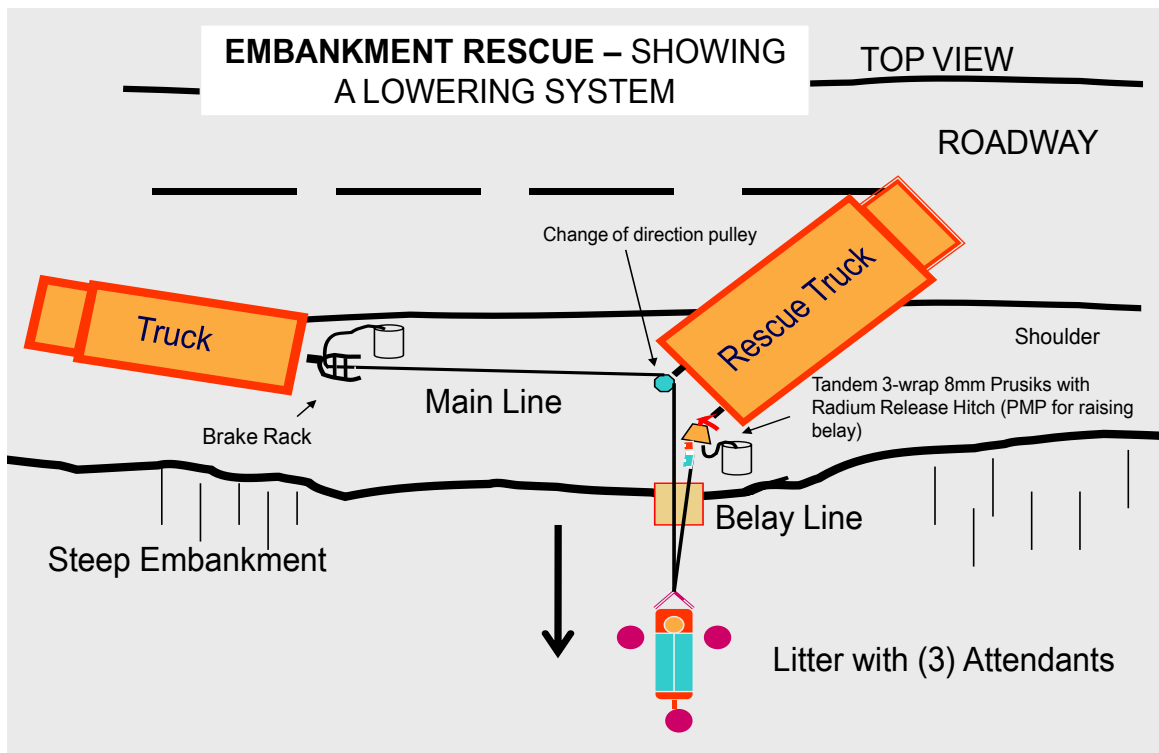 EMBANKMENT RESCUE – SHOWING
A LOWERING SYSTEM
TOP VIEW
ROADWAY
Change of direction pulley
Truck
Rescue Truck
Shoulder
Main Line
Tandem 3-wrap 8mm Prusiks with
Radium Release Hitch (PMP for raising
belay)
Brake Rack
Belay Line
Steep Embankment
Litter with (3) Attendants